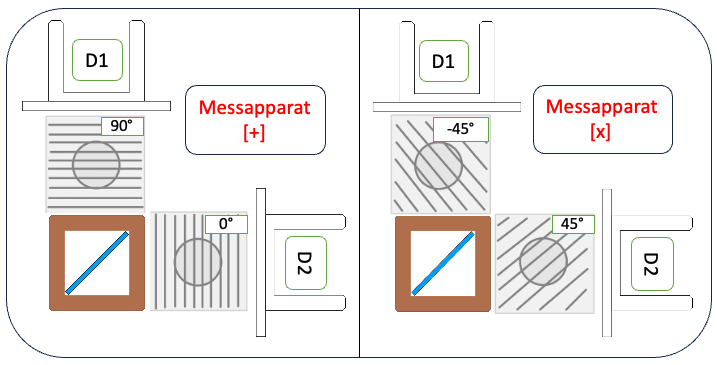 D1
Messapparat
[+]
90°
0°
D2
D1
Messapparat
[x]
-45°
45°
D2